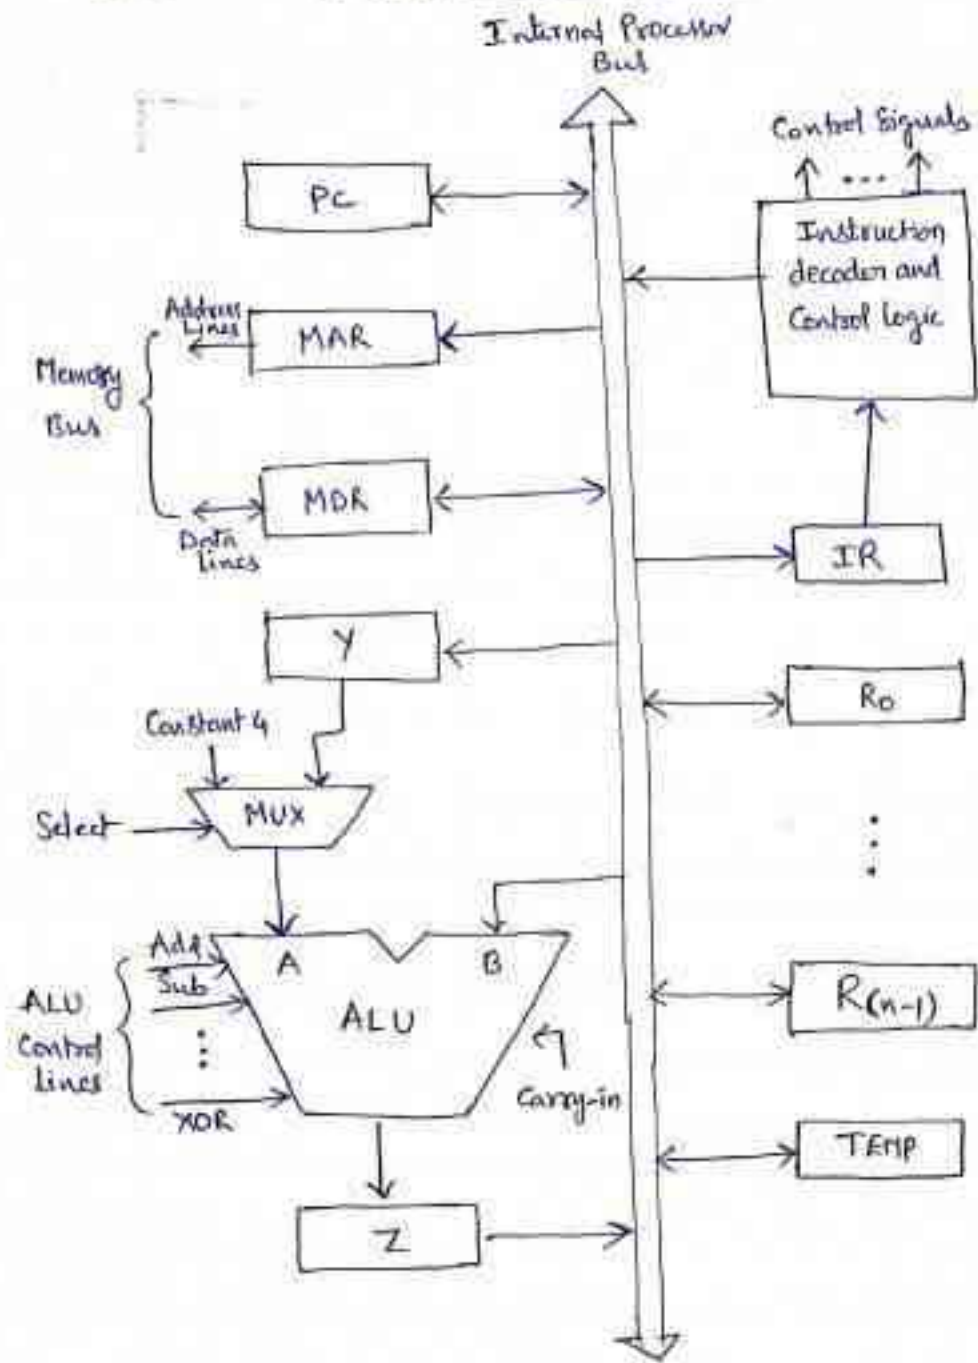 Internal Processor
Bus
Control Signals
...
PC
Instruction
decoder and
Control logic
Address
Lines
MAR
Memory
Bus
MDR
Data
lines
IR
Y
R0
Constant 4
MUX
Select
Add
A
B
Sub
ALU
R(n-1)
ALU
Control
lines
Carry-in
XOR
TEMP
Z